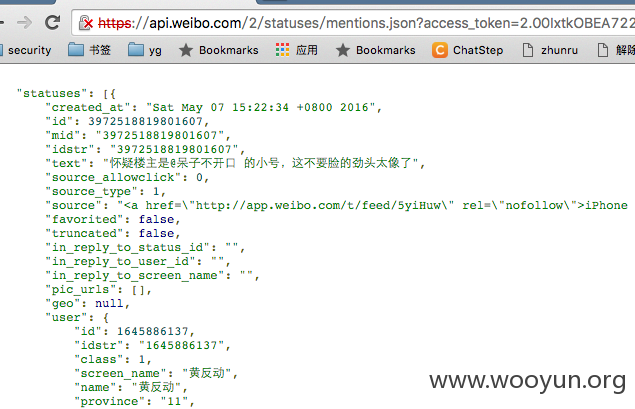 https://api.weibo.com/2/statuses/mentions.json?access_token=2.00lxtkOBEA722
security 书签 yg Bookmarks 应用 Bookmarks ChatStep zhunru 解除
"statuses": [{
"created_at": "Sat May 07 15:22:34 +0800 2016",
"id": 3972518819801607,
"mid": "3972518819801607",
"idstr": "3972518819801607",
"text": "怀疑楼主是@呆子不开口 的小号，这不要脸的劲头太像了",
"source_allowclick": 0,
"source_type": 1,
"source": "<a href=\"http://app.weibo.com/t/feed/5yiHuw\" rel=\"nofollow\">iPhone
"favorited": false,
"truncated": false,
"in_reply_to_status_id": "",
"in_reply_to_user_id": "",
"in_reply_to_screen_name": "",
"pic_urls": [],
"geo": null,
"user": {
"id": 1645886137,
"idstr": "1645886137",
"class": 1,
"screen_name": "黄反动",
"name": "黄反动",
"province": "11",
www.wooyun.org